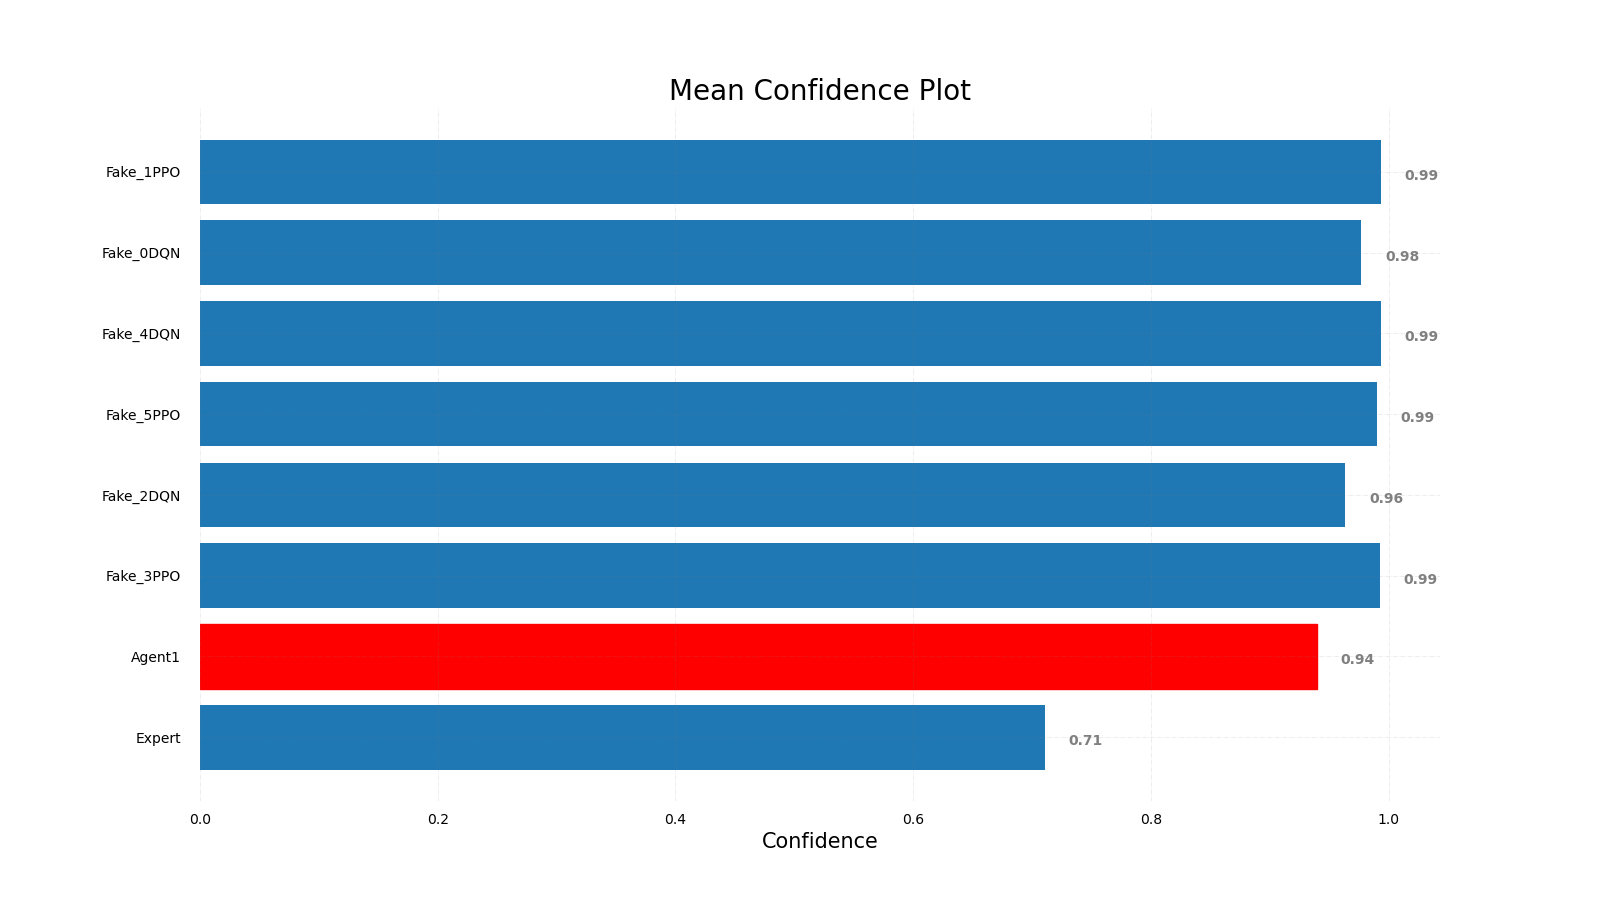 Mean Confidence Plot
Fake_1PPO 0.99
Fake_0DQN 0.98
Fake_4DQN 0.99
Fake_5PPO 0.99
Fake_2DQN 0.96
Fake_3PPO 0.99
Agent1 0.94
Expert 0.71
0.0 0.2 0.4 0.6 0.8 1.0
Confidence